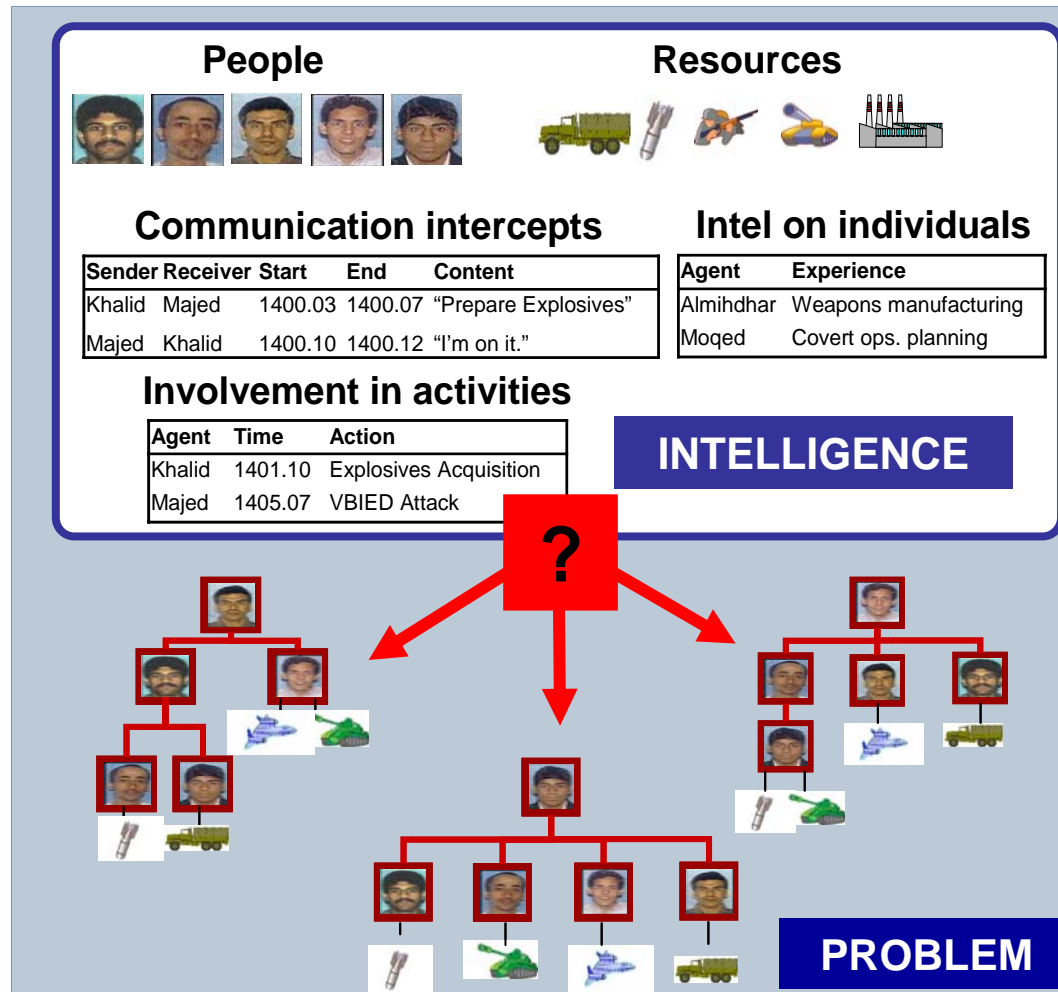 People
Resources
Communication intercepts
Sender Receiver Start End Content
Khalid Majed 1400.03 1400.07 “Prepare Explosives”
Majed Khalid 1400.10 1400.12 “I’m on it.”
Intel on individuals
Agent Experience
Almihdhar Weapons manufacturing
Moqed Covert ops. planning
Involvement in activities
Agent Time Action
Khalid 1401.10 Explosives Acquisition
Majed 1405.07 VBIED Attack
INTELLIGENCE
?
PROBLEM